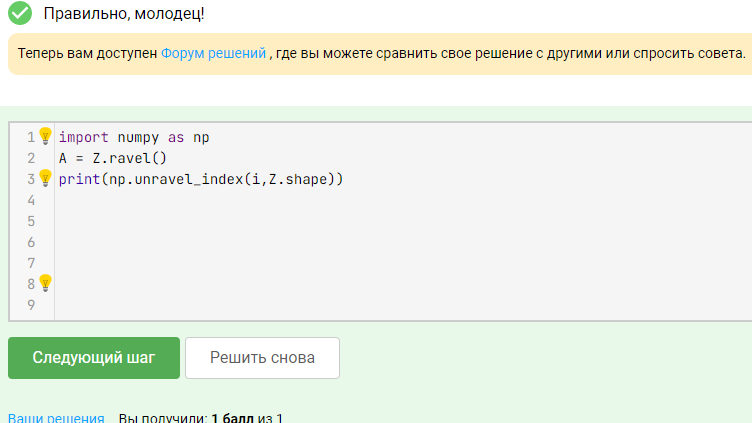 Правильно, молодец!
Теперь вам доступен Форум решений , где вы можете сравнить свое решение с другими или спросить совета.
1 import numpy as np
2 A = Z.ravel()
3 print(np.unravel_index(i,Z.shape))
4
5
6
7
8
9
Следующий шаг Решить снова
Ваши решения Вы получили: 1 балл из 1